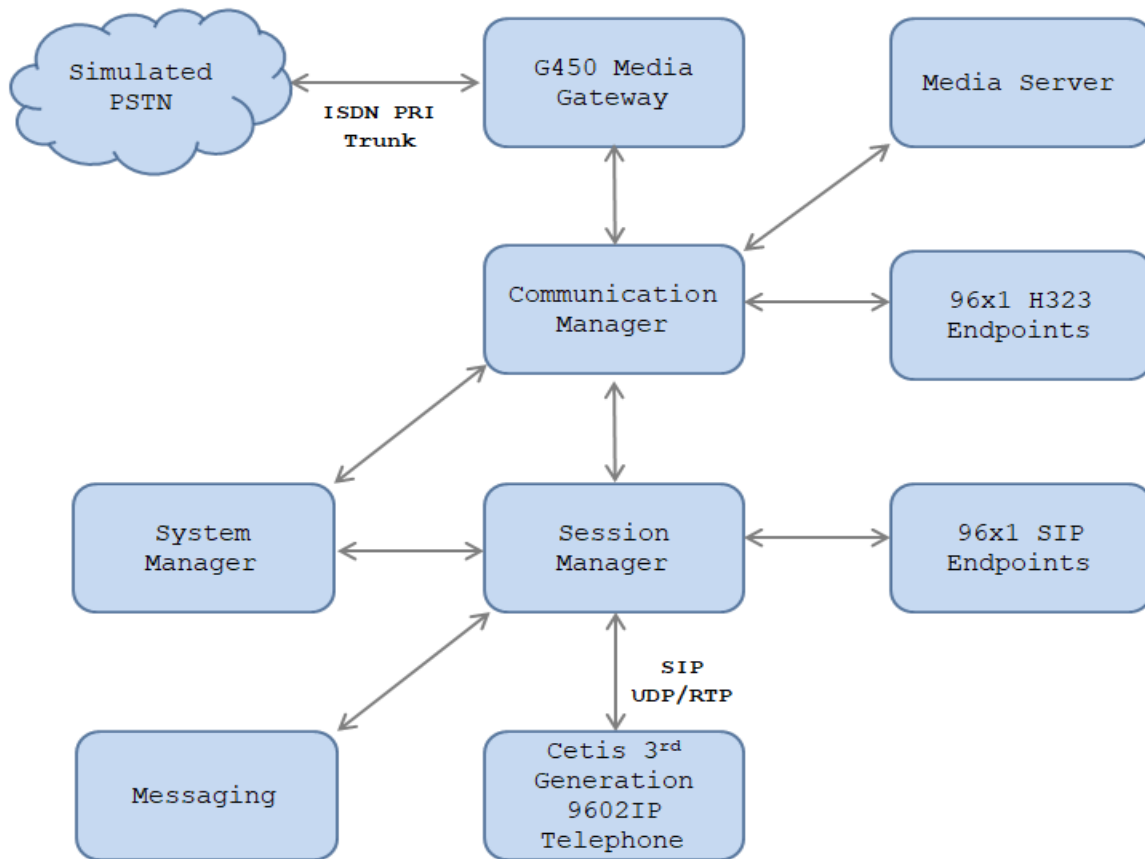 Simulated
PSTN
ISDN PRI
Trunk
G450 Media
Gateway
Media Server
Communication
Manager
96x1 H323
Endpoints
System
Manager
Session
Manager
96x1 SIP
Endpoints
SIP
UDP/RTP
Messaging
Cetis 3rd
Generation
9602IP
Telephone